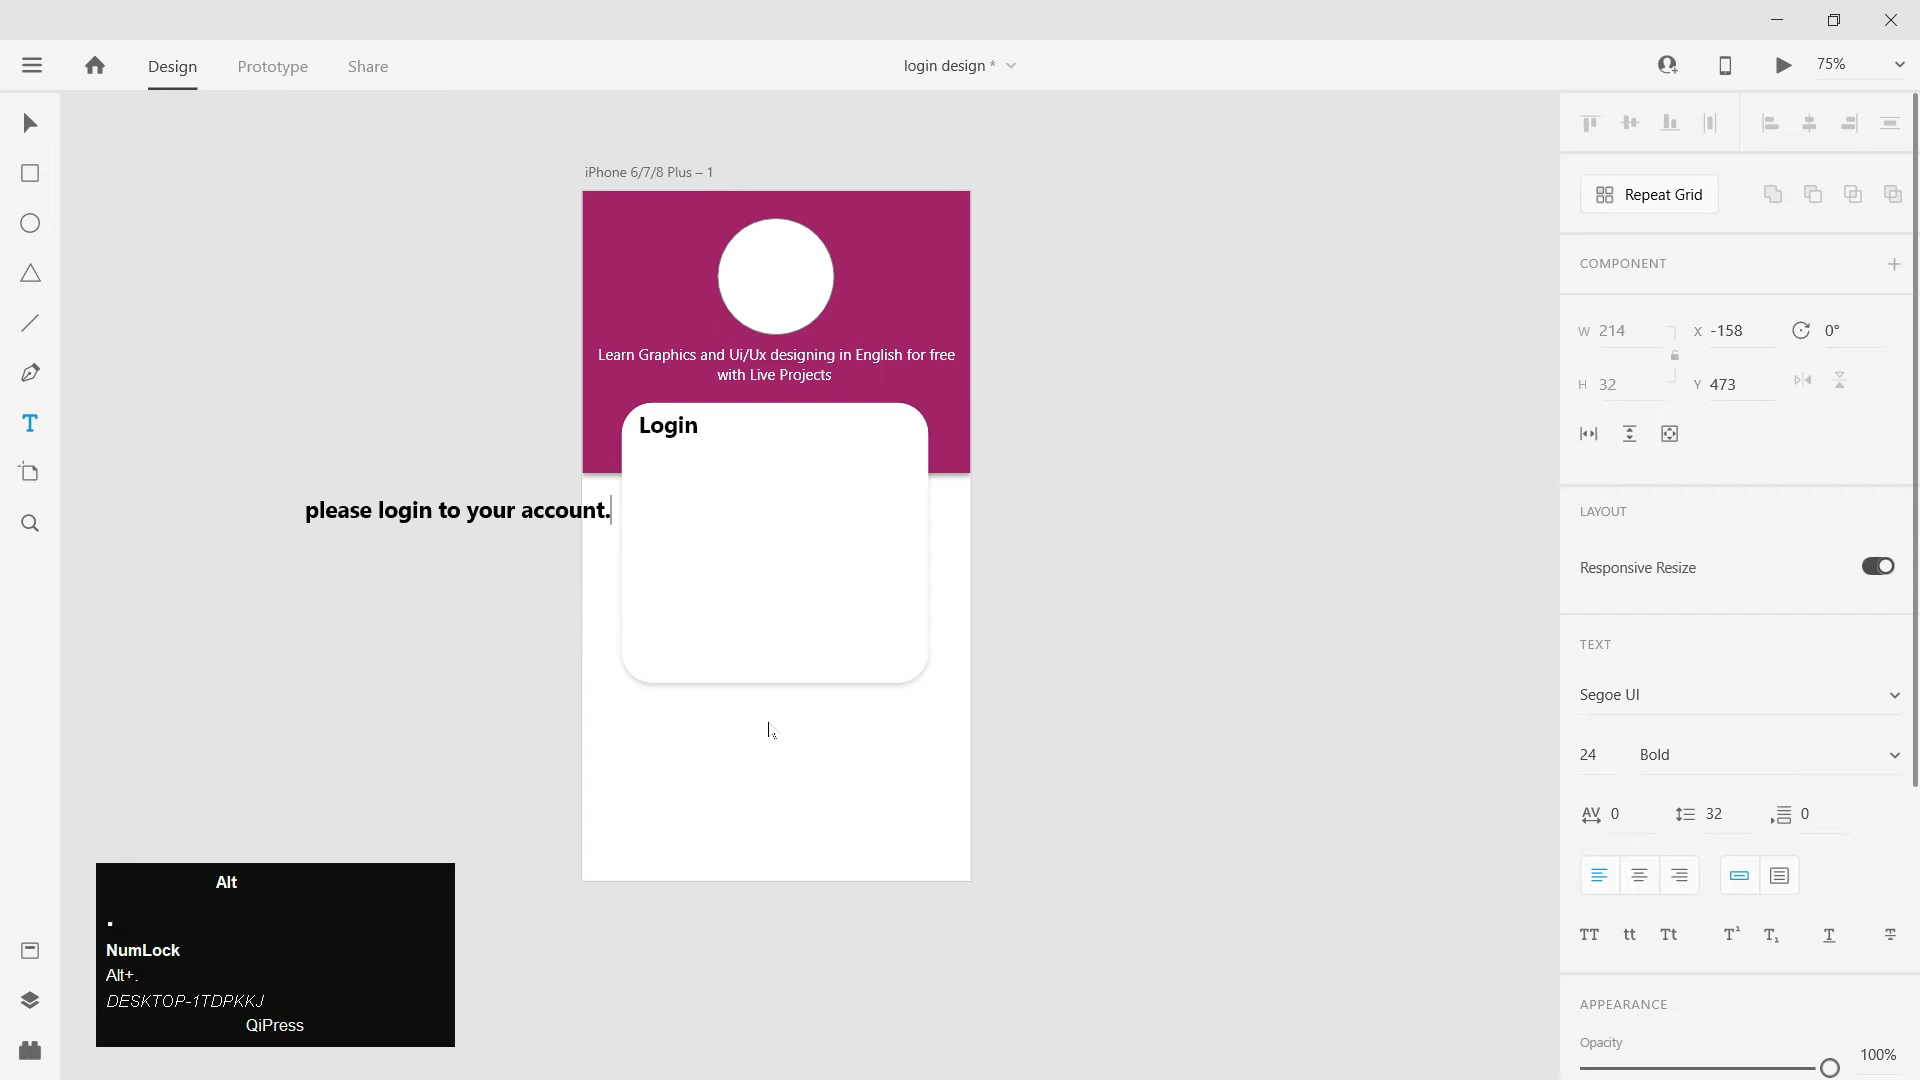 Design
Prototype
Share
login design *
75%
iPhone 6/7/8 Plus – 1
Learn Graphics and Ui/Ux designing in English for free
with Live Projects
Login
please login to your account.
Alt
.
NumLock
Alt+.
DESKTOP-1TDPKKJ
QiPress
Repeat Grid
COMPONENT
W 214
X -158
0°
H 32
Y 473
LAYOUT
Responsive Resize
TEXT
Segoe UI
24
Bold
AV 0
32
0
TT
tt
Tt
T1
T1
T
T
APPEARANCE
Opacity
100%